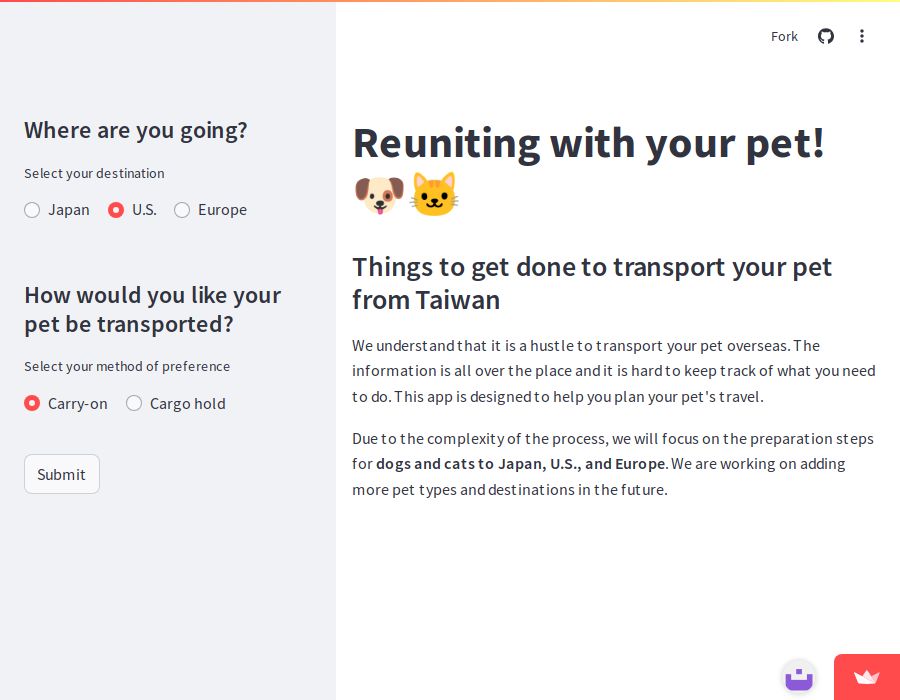 Fork
Where are you going?
Select your destination
Japan
U.S.
Europe
How would you like your
pet be transported?
Select your method of preference
Carry-on
Cargo hold
Submit
Reuniting with your pet!
🐶🐱
Things to get done to transport your pet
from Taiwan
We understand that it is a hustle to transport your pet overseas. The
information is all over the place and it is hard to keep track of what you need
to do. This app is designed to help you plan your pet's travel.
Due to the complexity of the process, we will focus on the preparation steps
for dogs and cats to Japan, U.S., and Europe. We are working on adding
more pet types and destinations in the future.